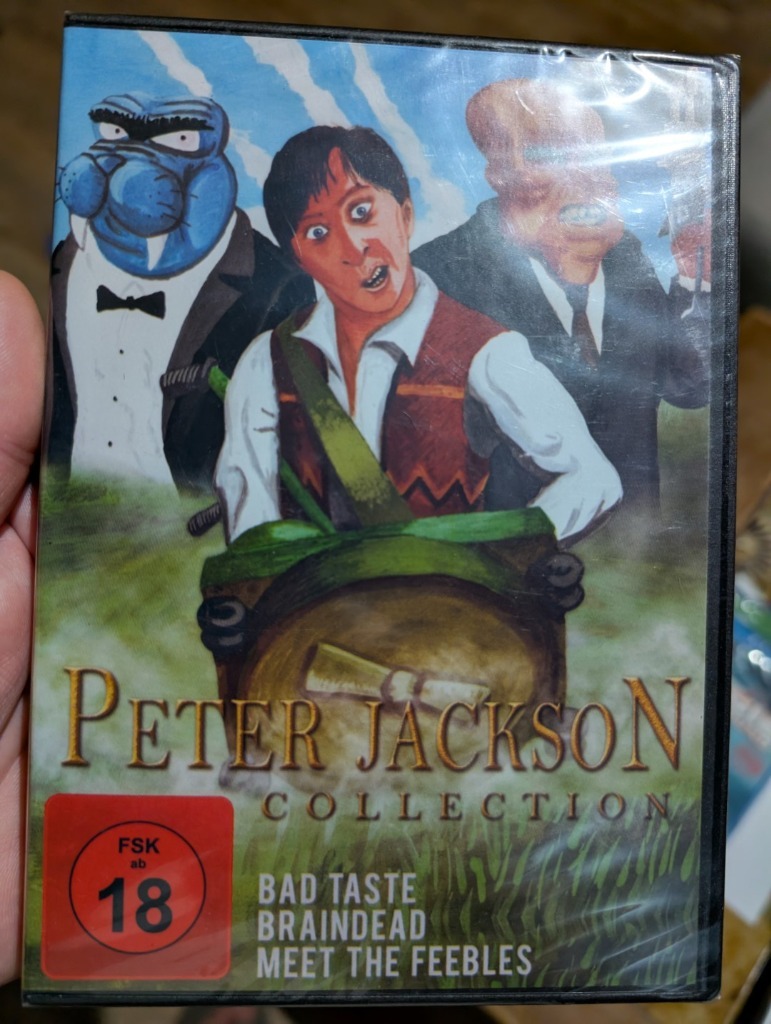 PETER JACKSON
COLLECTION
FSK
ab
18
BAD TASTE
BRAINDEAD
MEET THE FEEBLES